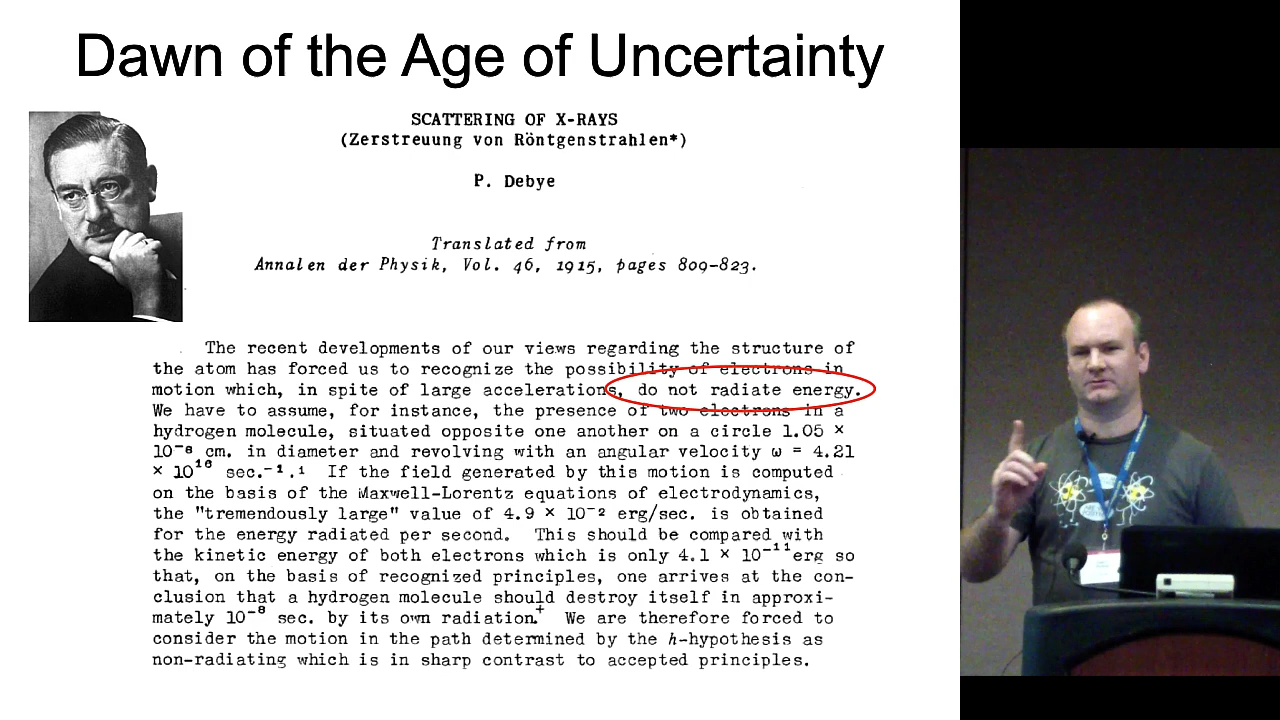 Dawn of the Age of Uncertainty
SCATTERING OF X-RAYS
(Zerstreuung von Röntgenstrahlen*)
P. Debye
Translated from
Annalen der Physik, Vol. 46, 1915, pages 809-823.
The recent developments of our views regarding the structure of
the atom has forced us to recognize the possibility of electrons in
motion which, in spite of large accelerations, do not radiate energy.
We have to assume, for instance, the presence of two electrons in a
hydrogen molecule, situated opposite one another on a circle 1.05 ×
10⁻⁸ cm. in diameter and revolving with an angular velocity ω = 4.21
× 10¹⁶ sec.⁻¹.¹ If the field generated by this motion is computed
on the basis of the Maxwell-Lorentz equations of electrodynamics,
the "tremendously large" value of 4.9 × 10⁻² erg/sec. is obtained
for the energy radiated per second. This should be compared with
the kinetic energy of both electrons which is only 4.1 × 10⁻¹¹erg so
that, on the basis of recognized principles, one arrives at the con-
clusion that a hydrogen molecule should destroy itself in approxi-
mately 10⁻⁸ sec. by its own radiation.⁺ We are therefore forced to
consider the motion in the path determined by the h-hypothesis as
non-radiating which is in sharp contrast to accepted principles.